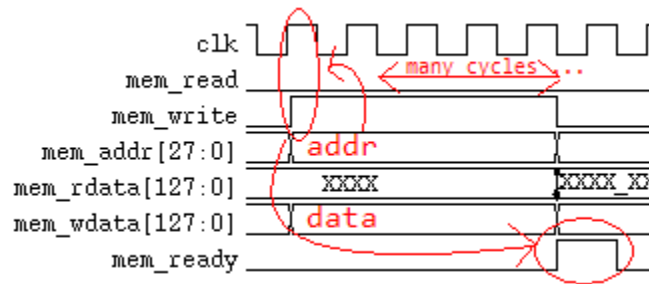 clk
many cycles...
mem_read
mem_write
mem_addr[27:0] addr
mem_rdata[127:0] XXXX XXXX_XX
mem_wdata[127:0] data
mem_ready